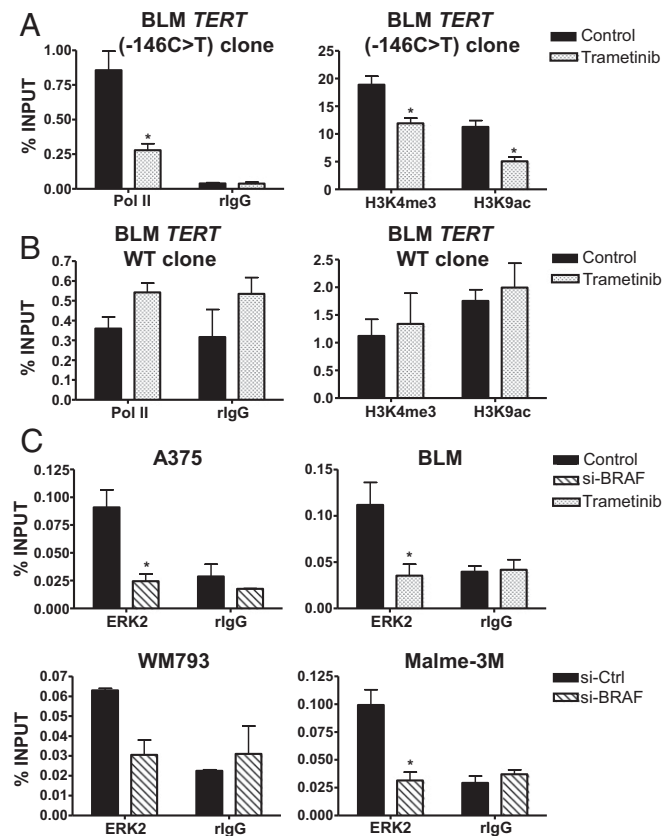 A
BLM TERT
(-146C>T) clone
BLM TERT
(-146C>T) clone
Control
Trametinib
% INPUT
1.00
0.75
0.50
0.25
0.00
*
Pol II
rIgG
25
20
15
10
5
0
*
*
H3K4me3
H3K9ac
B
BLM TERT
WT clone
BLM TERT
WT clone
Control
Trametinib
% INPUT
0.7
0.6
0.5
0.4
0.3
0.2
0.1
0.0
Pol II
rIgG
2.5
2.0
1.5
1.0
0.5
0.0
H3K4me3
H3K9ac
C
A375
BLM
Control
si-BRAF
Trametinib
% INPUT
0.125
0.100
0.075
0.050
0.025
0.000
*
ERK2
rIgG
0.15
0.10
0.05
0.00
*
ERK2
rIgG
WM793
Malme-3M
si-Ctrl
si-BRAF
% INPUT
0.07
0.06
0.05
0.04
0.03
0.02
0.01
0.00
ERK2
rIgG
0.125
0.100
0.075
0.050
0.025
0.000
*
ERK2
rIgG